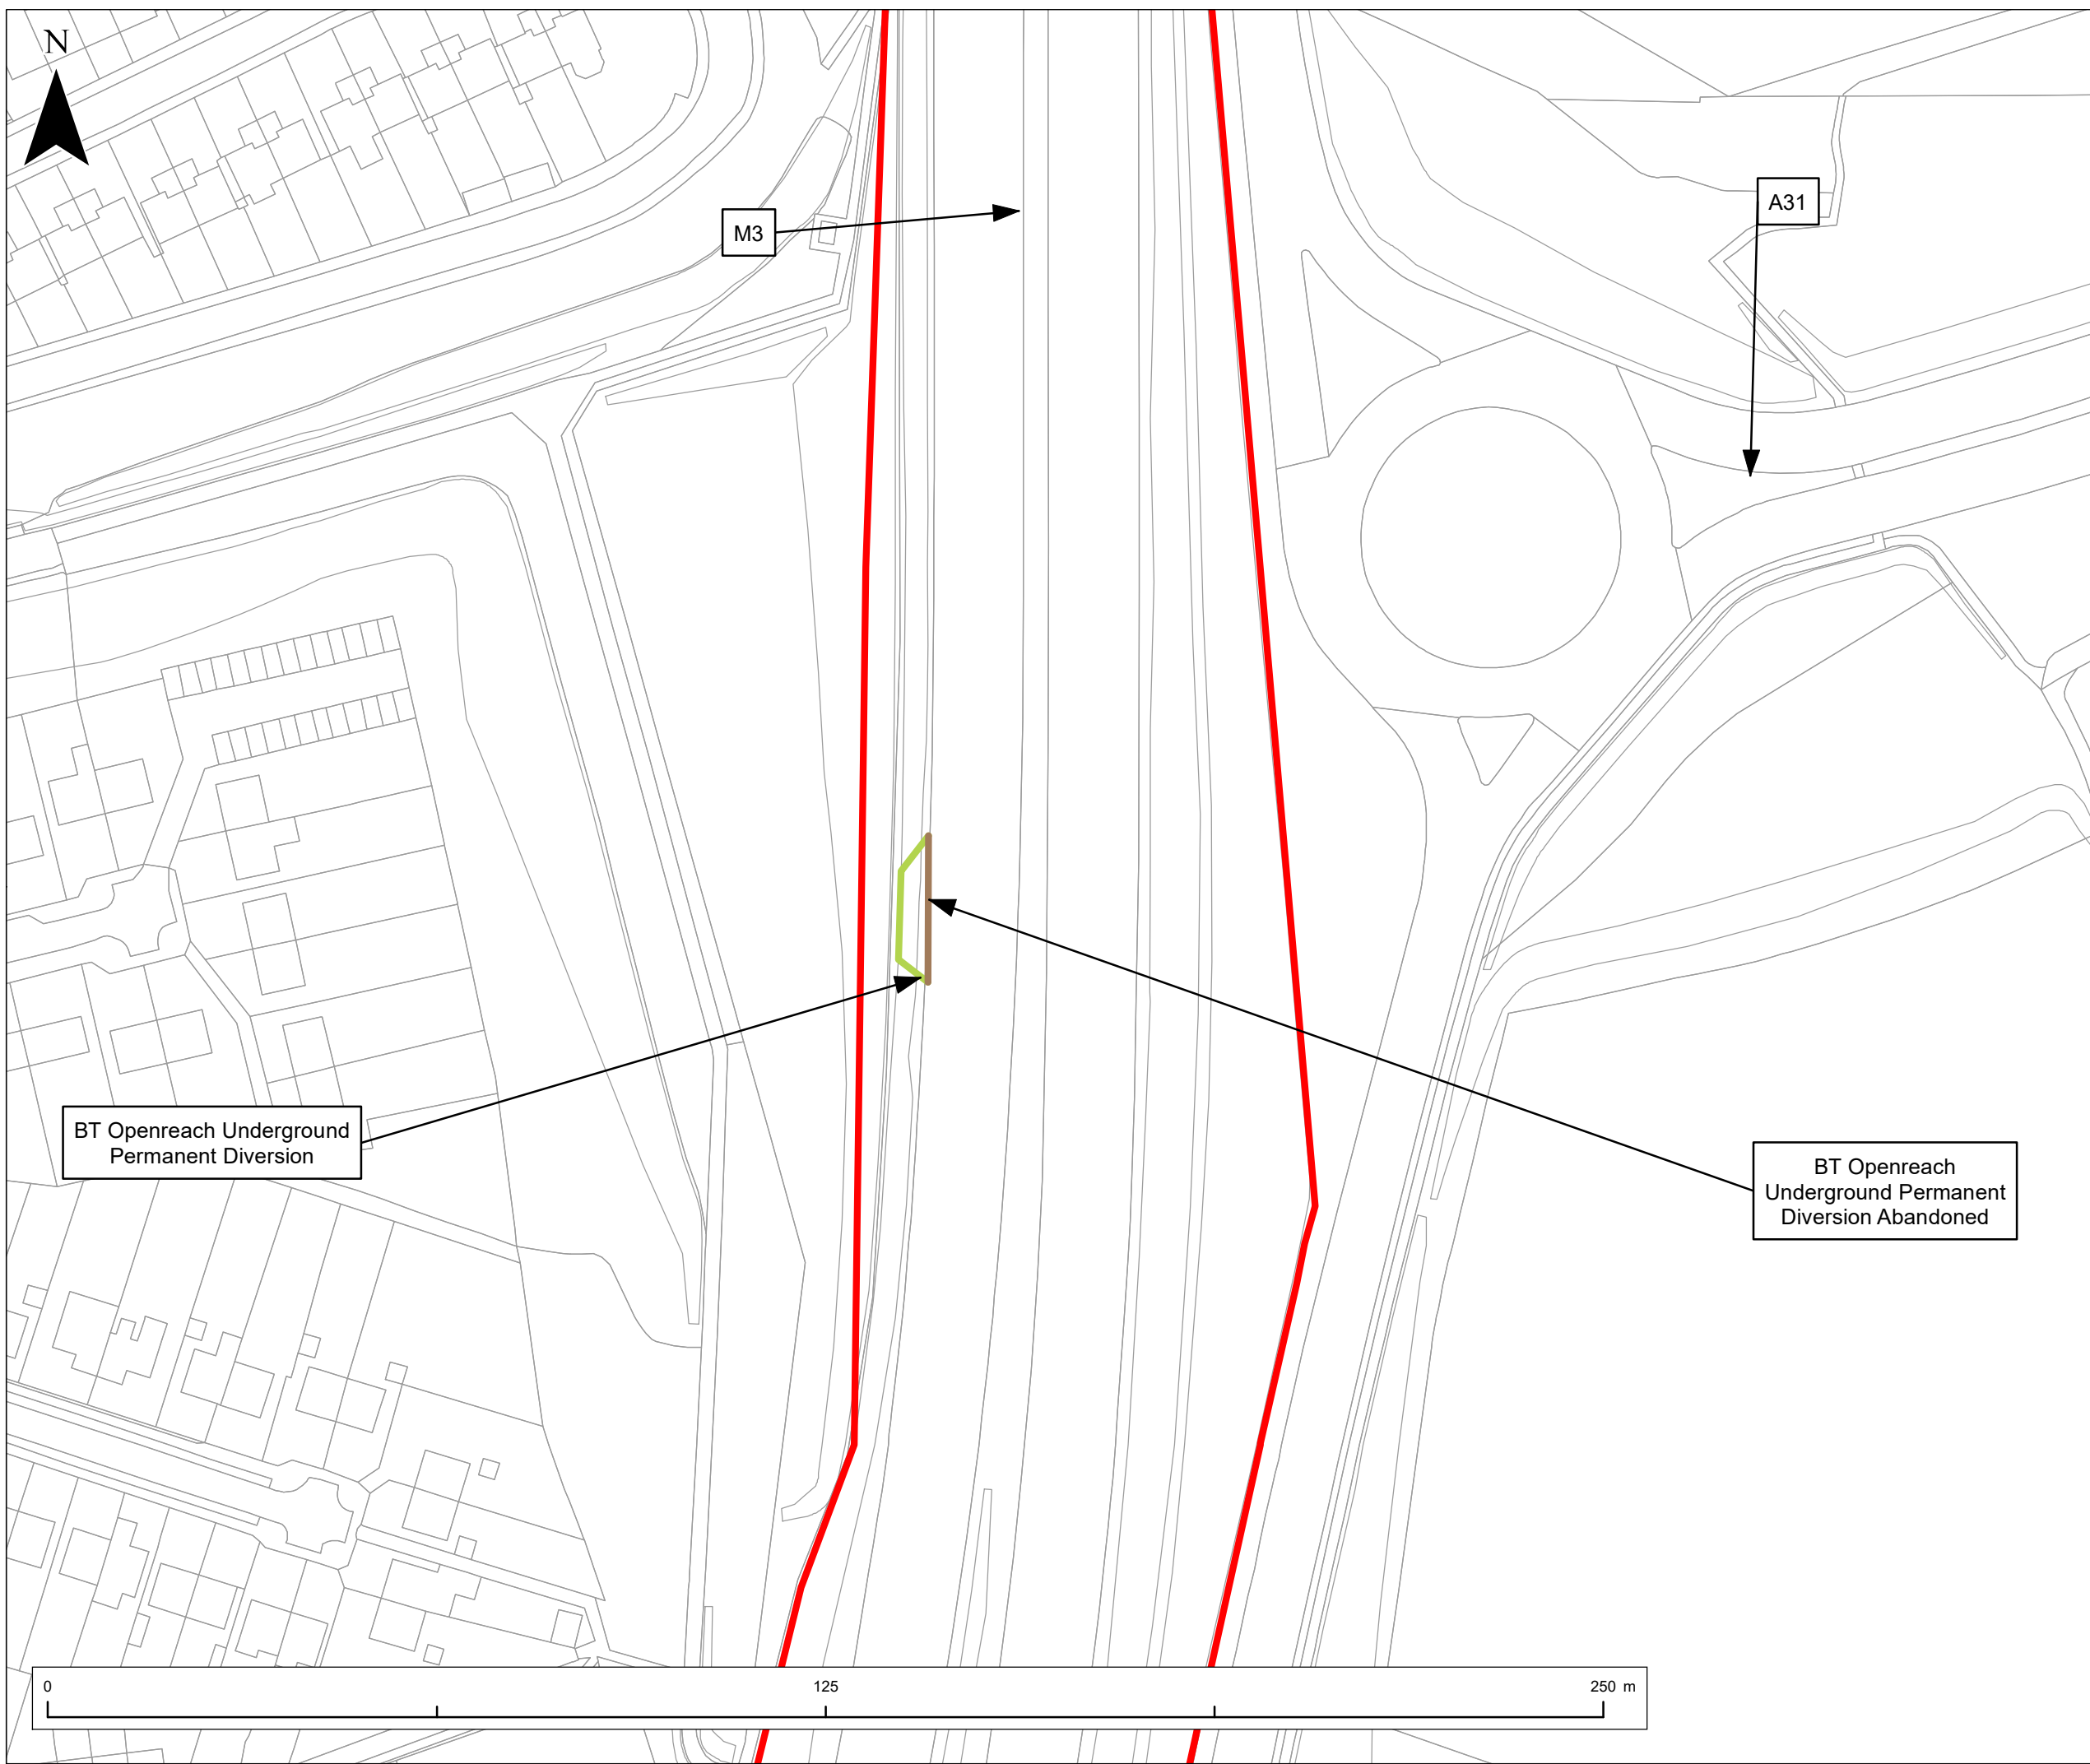 N
A31
M3
BT Openreach Underground
Permanent Diversion
BT Openreach
Underground Permanent
Diversion Abandoned
0
125
250 m